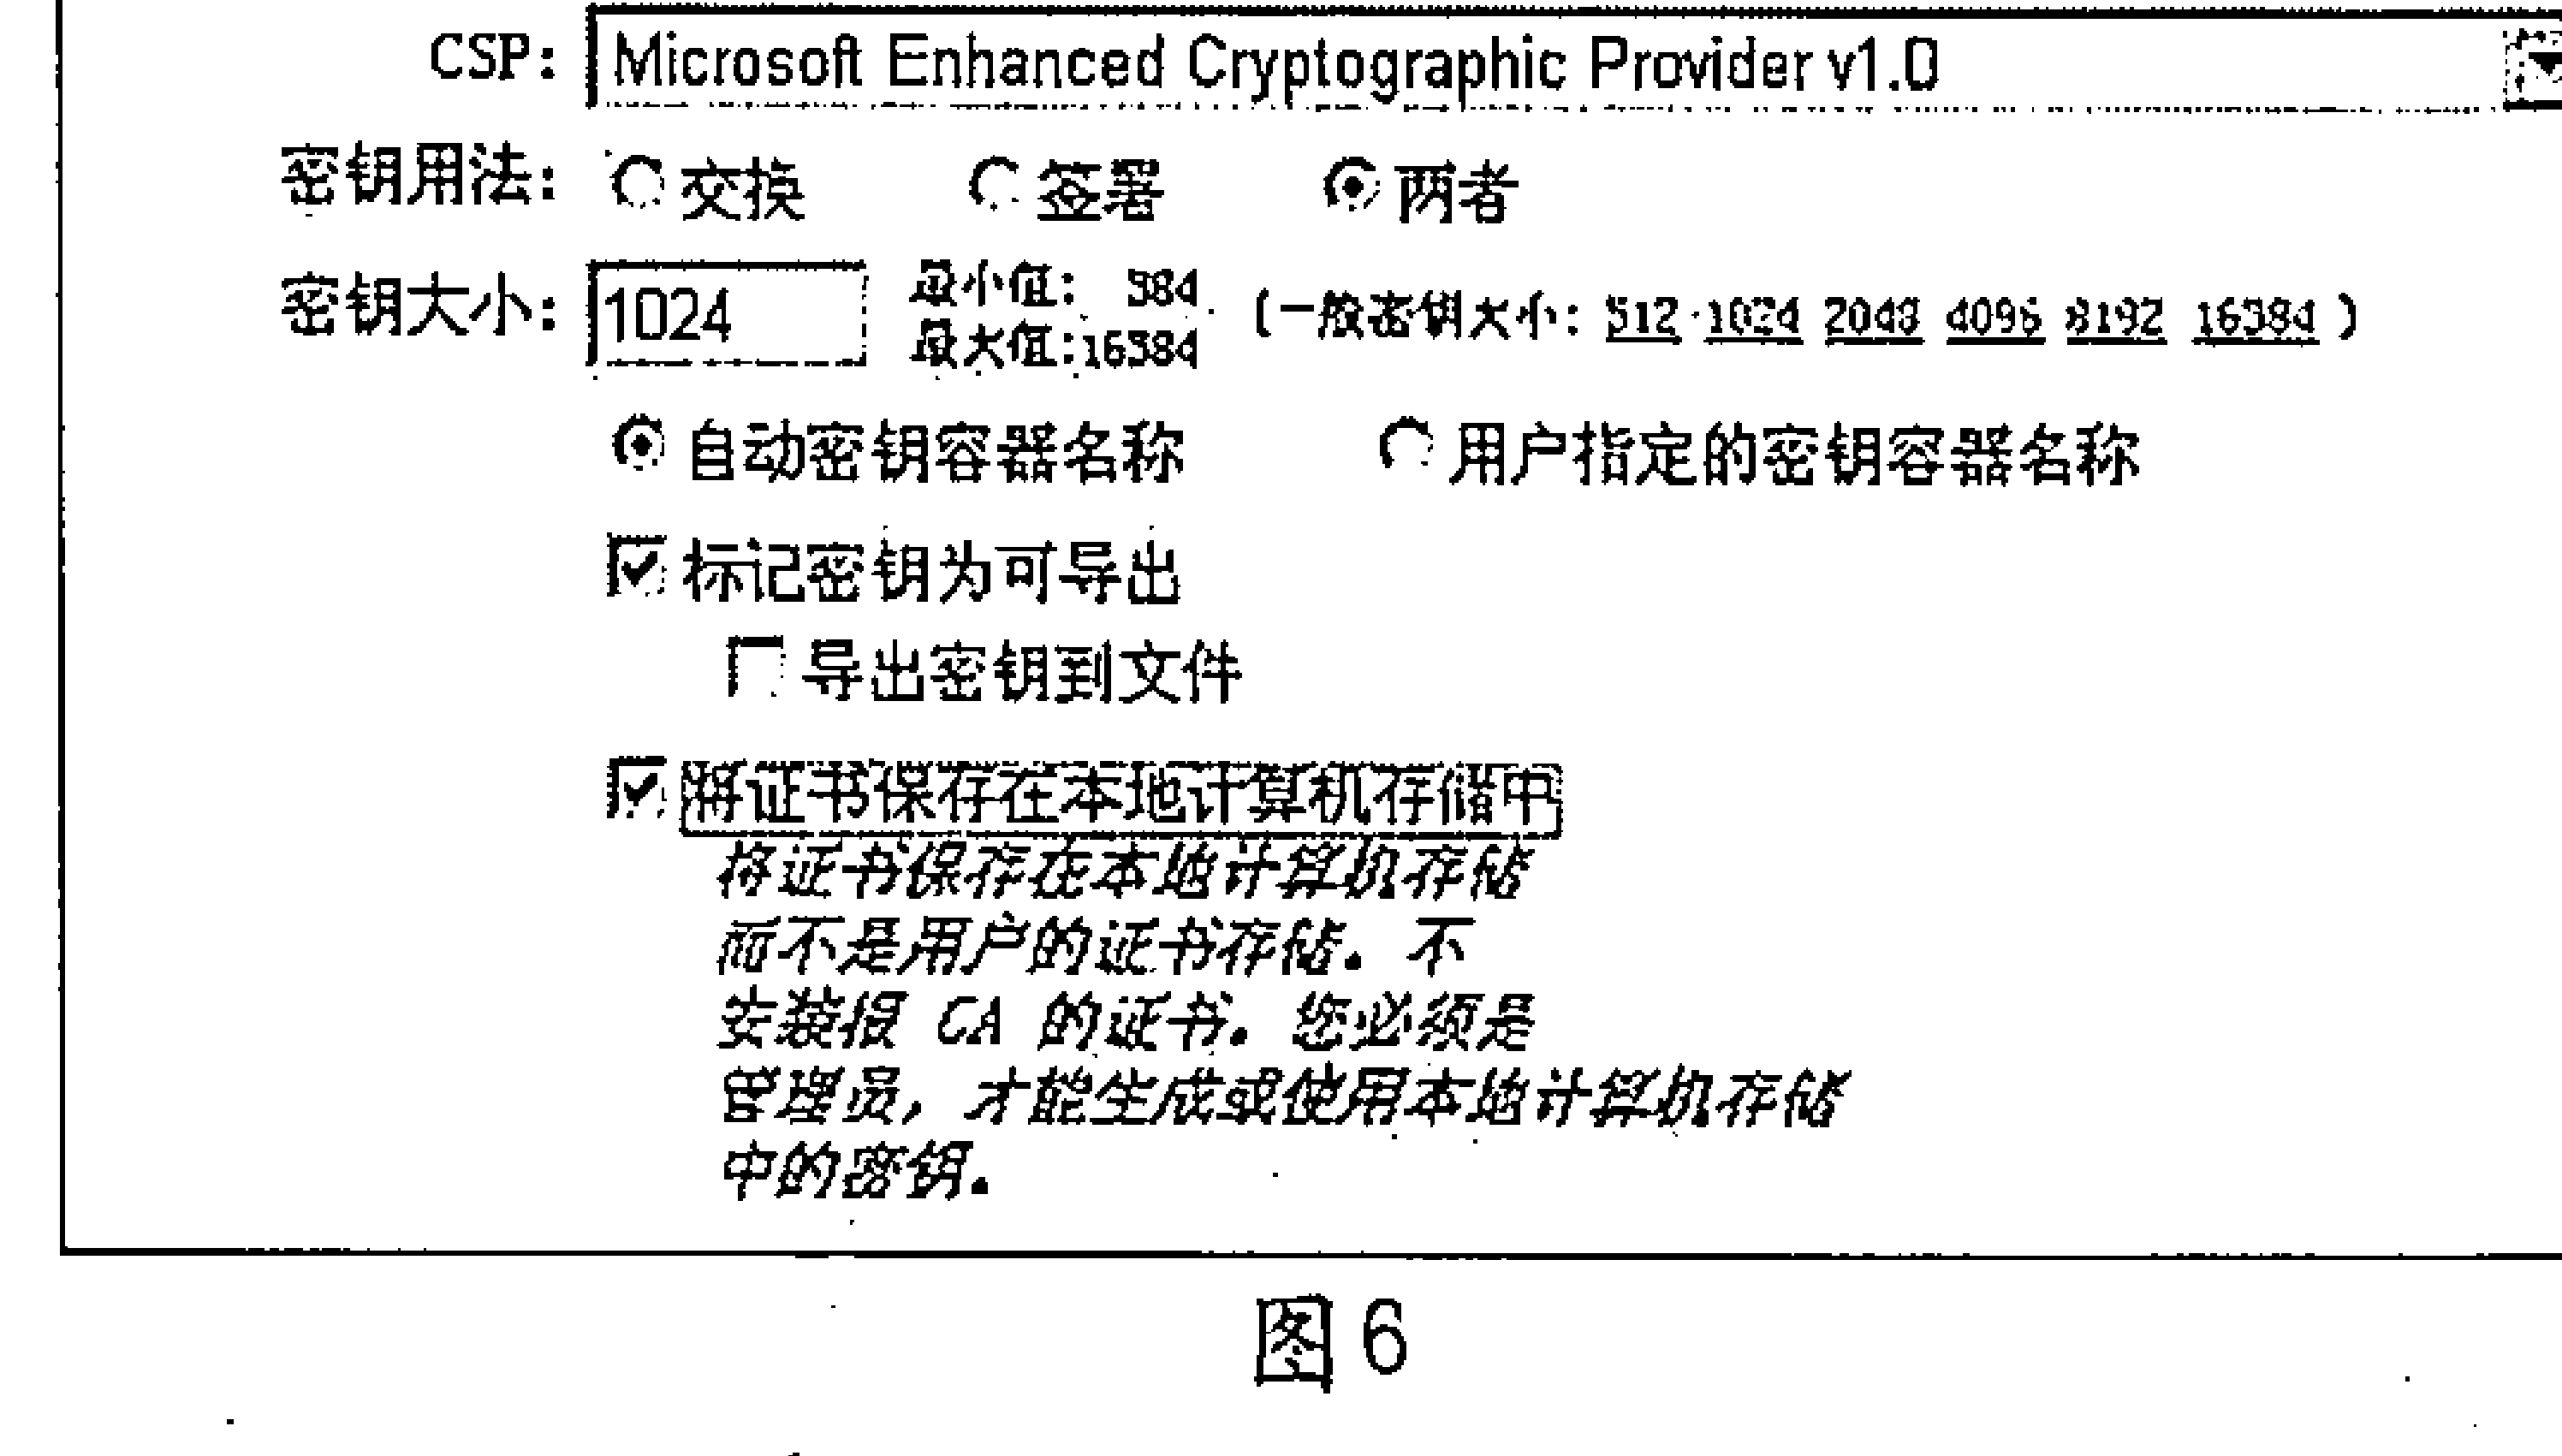 CSP: Microsoft Enhanced Cryptographic Provider v1.0
密钥用法: 交换 签署 两者
密钥大小: 1024 最小值: 384 最大值:16384 (一般密钥大小: 512 1024 2048 4096 8192 16384 )
自动密钥容器名称 用户指定的密钥容器名称
标记密钥为可导出
导出密钥到文件
将证书保存在本地计算机存储中
将证书保存在本地计算机存储
而不是用户的证书存储。不
安装根 CA 的证书。您必须是
管理员，才能生成或使用本地计算机存储
中的密钥。
图 6